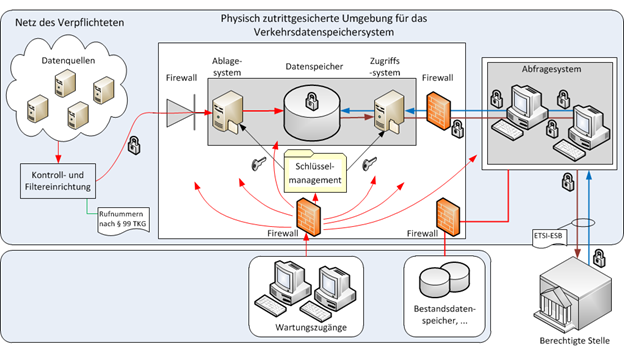 Netz des Verpflichteten
Physisch zutrittgesicherte Umgebung für das
Verkehrsdatenspeichersystem
Datenquellen
Firewall
Ablage-
system
Datenspeicher
Zugriffs
-system
Firewall
Abfragesystem
Kontroll- und
Filtereinrichtung
Schlüssel-
management
Rufnummern
nach § 99 TKG
Firewall
Firewall
ETSI-ESB
Wartungszugänge
Bestandsdaten-
speicher, ...
Berechtigte Stelle